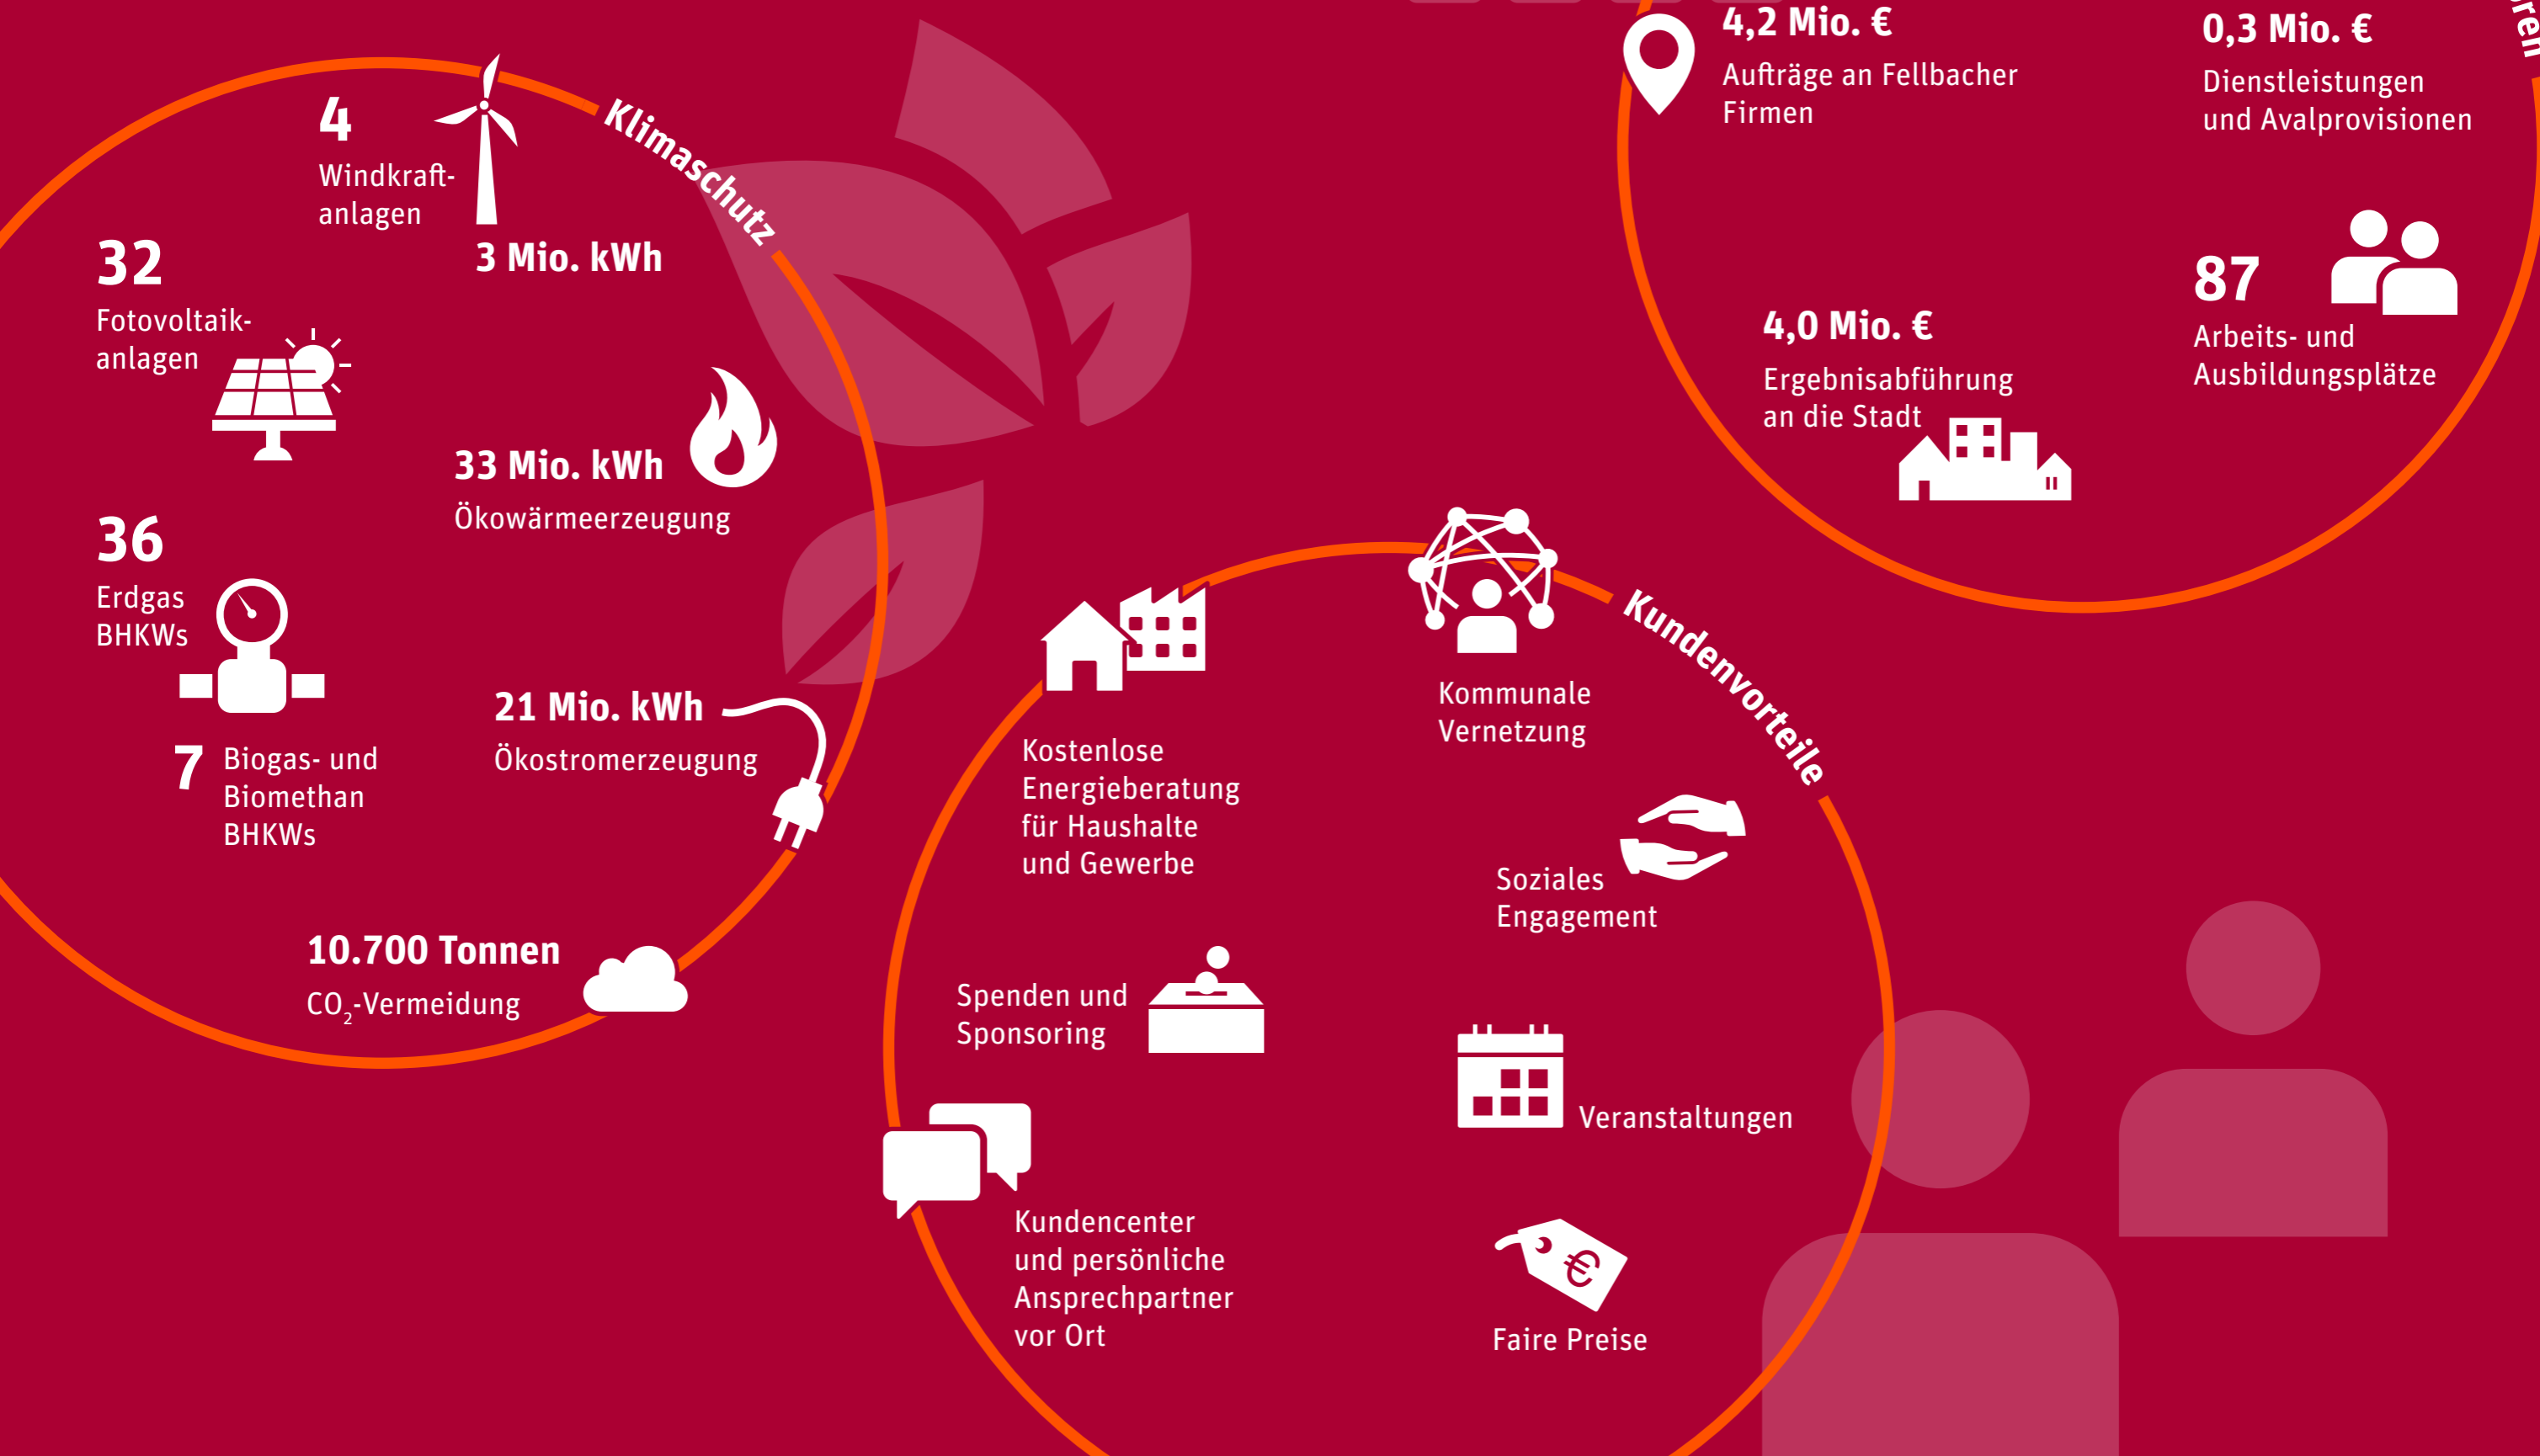 4
Windkraft-
anlagen
3 Mio. kWh
Klimaschutz
32
Fotovoltaik-
anlagen
33 Mio. kWh
Ökowärmeerzeugung
36
Erdgas
BHKWs
7
Biogas- und
Biomethan
BHKWs
21 Mio. kWh
Ökostromerzeugung
10.700 Tonnen
CO₂-Vermeidung
4,2 Mio. €
Aufträge an Fellbacher
Firmen
0,3 Mio. €
Dienstleistungen
und Avalprovisionen
4,0 Mio. €
Ergebnisabführung
an die Stadt
87
Arbeits- und
Ausbildungsplätze
Kundenvorteile
Kommunale
Vernetzung
Kostenlose
Energieberatung
für Haushalte
und Gewerbe
Soziales
Engagement
Spenden und
Sponsoring
Veranstaltungen
Kundencenter
und persönliche
Ansprechpartner
vor Ort
€
Faire Preise